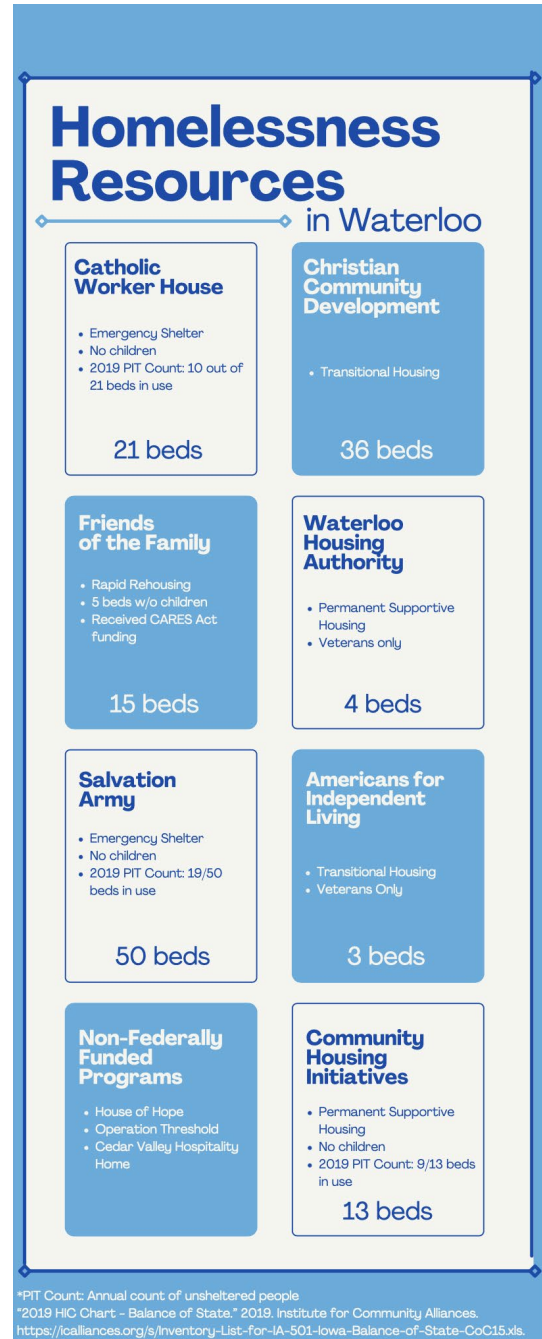 Homelessness
Resources
in Waterloo
Catholic
Worker House
• Emergency Shelter
• No children
• 2019 PIT Count: 10 out of
21 beds in use
21 beds
Christian
Community
Development
• Transitional Housing
36 beds
Friends
of the Family
• Rapid Rehousing
• 5 beds w/o children
• Received CARES Act
funding
15 beds
Waterloo
Housing
Authority
• Permanent Supportive
Housing
• Veterans only
4 beds
Salvation
Army
• Emergency Shelter
• No children
• 2019 PIT Count: 19/50
beds in use
50 beds
Americans for
Independent
Living
• Transitional Housing
• Veterans Only
3 beds
Non-Federally
Funded
Programs
• House of Hope
• Operation Threshold
• Cedar Valley Hospitality
Home
Community
Housing
Initiatives
• Permanent Supportive
Housing
• No children
• 2019 PIT Count: 9/13 beds
in use
13 beds
*PIT Count: Annual count of unsheltered people
"2019 HIC Chart - Balance of State." 2019. Institute for Community Alliances.
https://icalliances.org/s/Inventory-List-for-IA-501-Iowa-Balance-of-State-CoC15.xls.